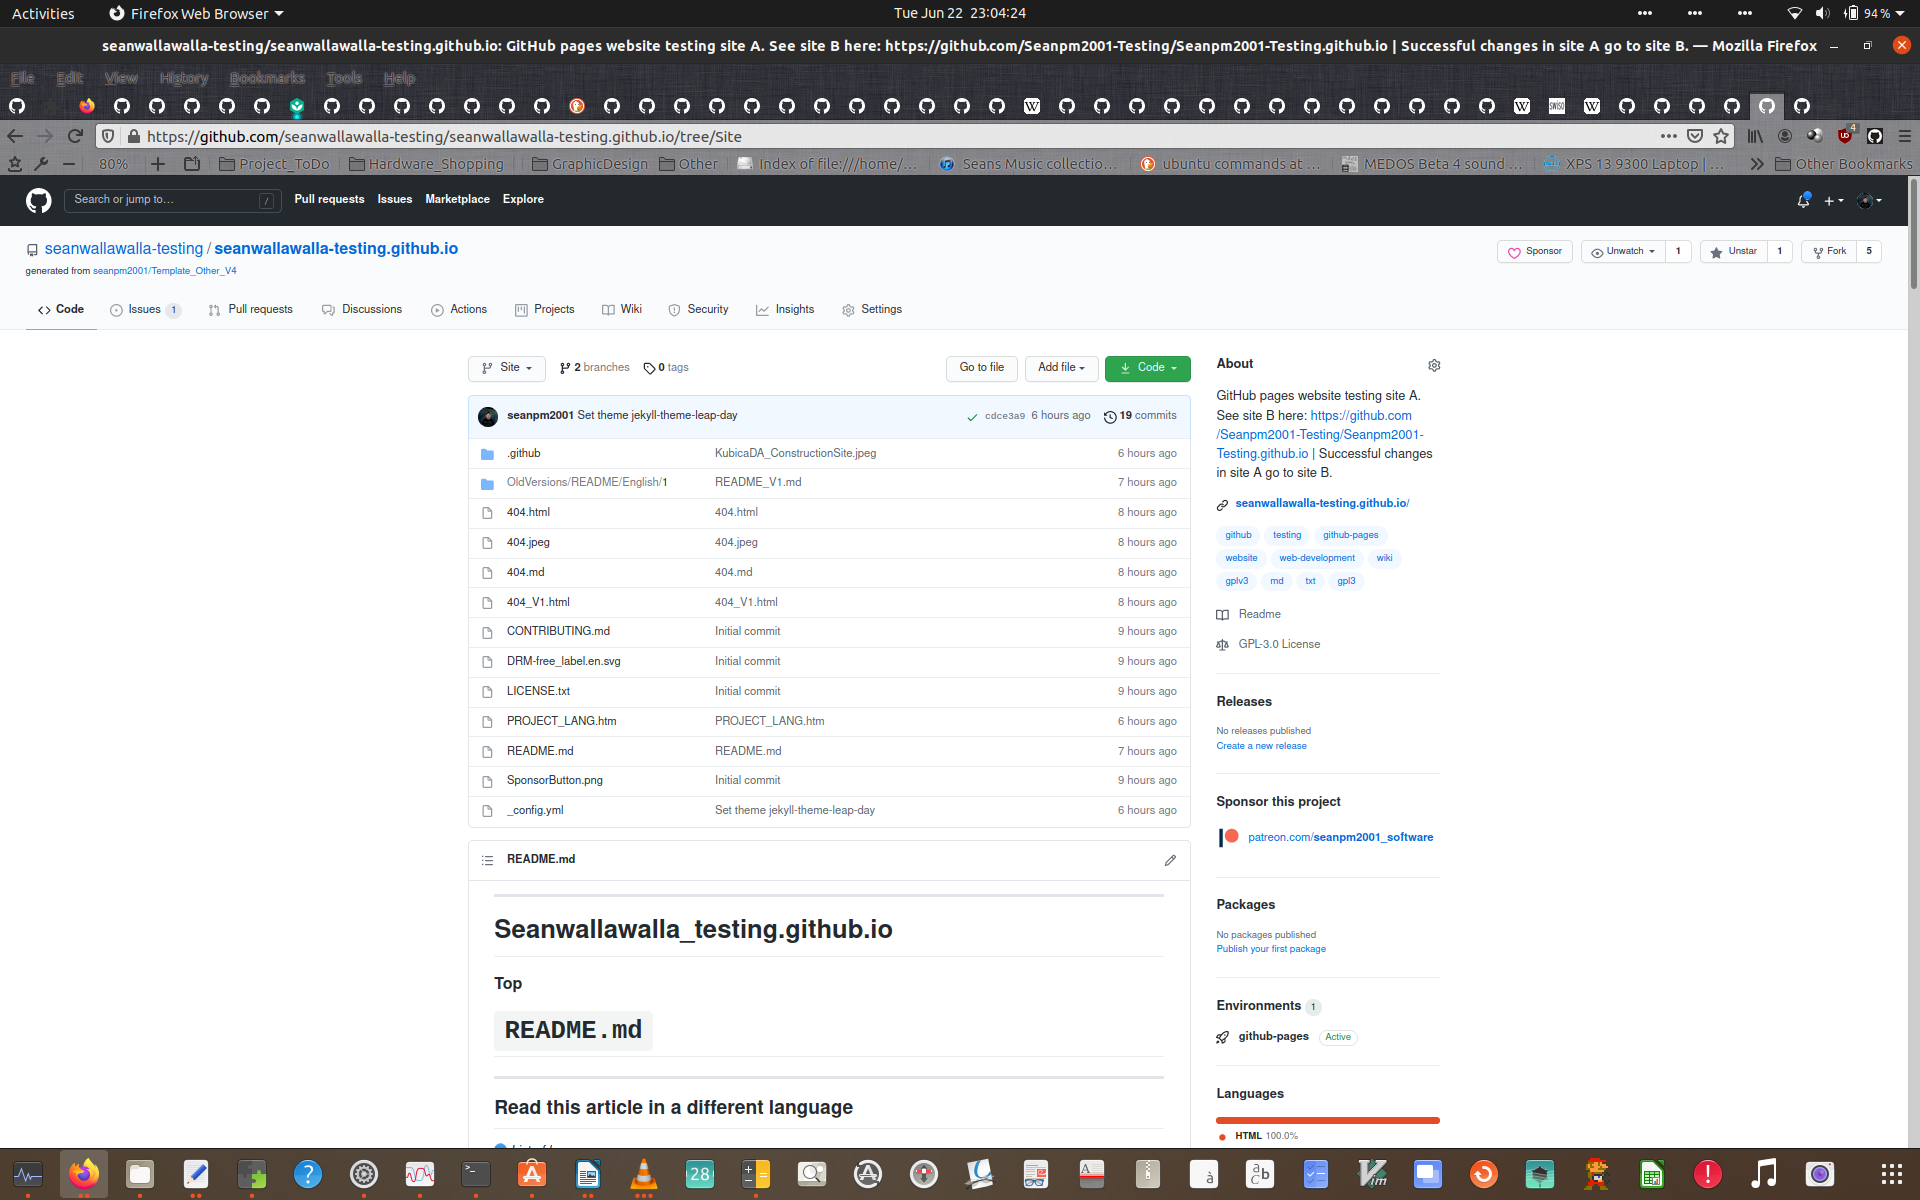 Activities
Firefox Web Browser
Tue Jun 22 23:04:24
94 %
seanwallawalla-testing/seanwallawalla-testing.github.io: GitHub pages website testing site A. See site B here: https://github.com/Seanpm2001-Testing/Seanpm2001-Testing.github.io | Successful changes in site A go to site B. — Mozilla Firefox
File Edit View History Bookmarks Tools Help
https://github.com/seanwallawalla-testing/seanwallawalla-testing.github.io/tree/Site
4
80%
Project_ToDo
Hardware_Shopping
GraphicDesign
Other
Index of file:///home/...
Seans Music collectio...
ubuntu commands at ...
MEDOS Beta 4 sound ...
XPS 13 9300 Laptop | ...
Other Bookmarks
Search or jump to...
/
Pull requests Issues Marketplace Explore
seanwallawalla-testing / seanwallawalla-testing.github.io
generated from seanpm2001/Template_Other_V4
Sponsor
Unwatch 1
Unstar 1
Fork 5
Code
Issues 1
Pull requests
Discussions
Actions
Projects
Wiki
Security
Insights
Settings
Site
2 branches
0 tags
Go to file
Add file
Code
seanpm2001 Set theme jekyll-theme-leap-day
cdce3a9 6 hours ago
19 commits
.github KubicaDA_ConstructionSite.jpeg 6 hours ago
OldVersions/README/English/1 README_V1.md 7 hours ago
404.html 404.html 8 hours ago
404.jpeg 404.jpeg 8 hours ago
404.md 404.md 8 hours ago
404_V1.html 404_V1.html 8 hours ago
CONTRIBUTING.md Initial commit 9 hours ago
DRM-free_label.en.svg Initial commit 9 hours ago
LICENSE.txt Initial commit 9 hours ago
PROJECT_LANG.htm PROJECT_LANG.htm 6 hours ago
README.md README.md 7 hours ago
SponsorButton.png Initial commit 9 hours ago
_config.yml Set theme jekyll-theme-leap-day 6 hours ago
README.md
Seanwallawalla_testing.github.io
Top
README.md
Read this article in a different language
About
GitHub pages website testing site A.
See site B here: https://github.com
/Seanpm2001-Testing/Seanpm2001-
Testing.github.io | Successful changes
in site A go to site B.
seanwallawalla-testing.github.io/
github testing github-pages
website web-development wiki
gplv3 md txt gpl3
Readme
GPL-3.0 License
Releases
No releases published
Create a new release
Sponsor this project
patreon.com/seanpm2001_software
Packages
No packages published
Publish your first package
Environments 1
github-pages Active
Languages
HTML 100.0%
28